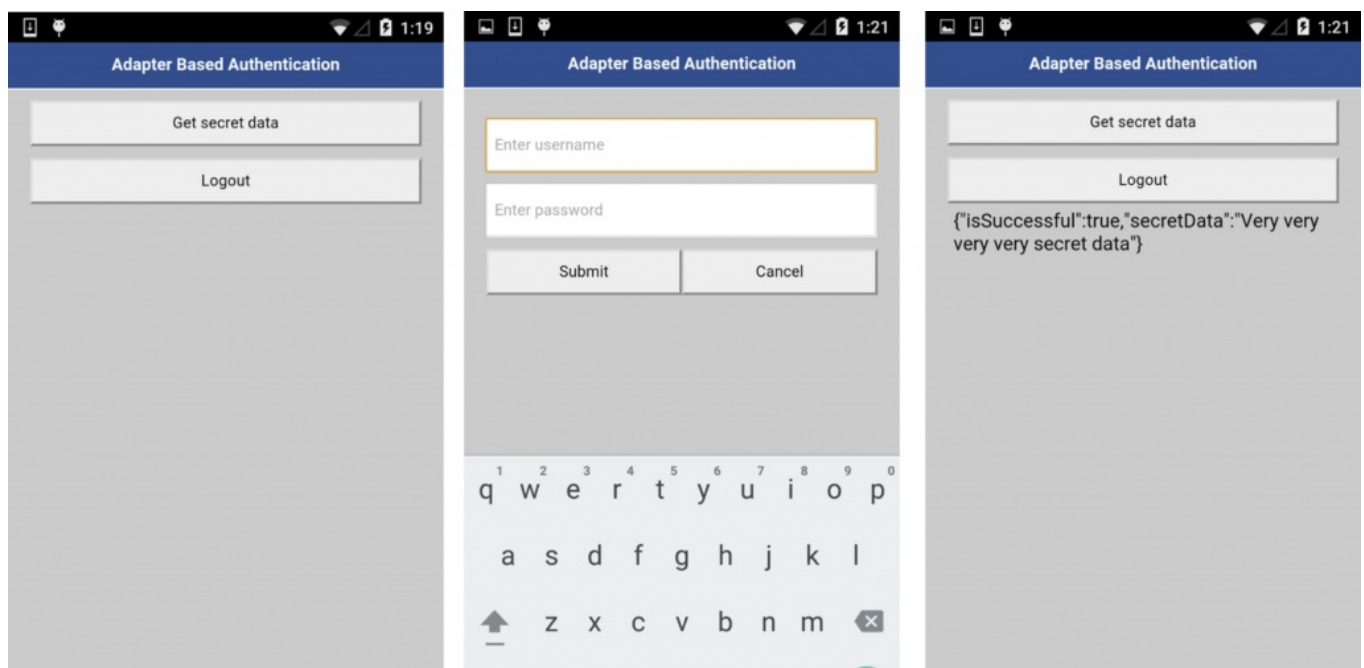 1:19
Adapter Based Authentication
Get secret data
Logout
1:21
Adapter Based Authentication
Enter username
Enter password
Submit Cancel
1 2 3 4 5 6 7 8 9 0
q w e r t y u i o p
a s d f g h j k l
z x c v b n m
1:21
Adapter Based Authentication
Get secret data
Logout
{"isSuccessful":true,"secretData":"Very very
very very secret data"}